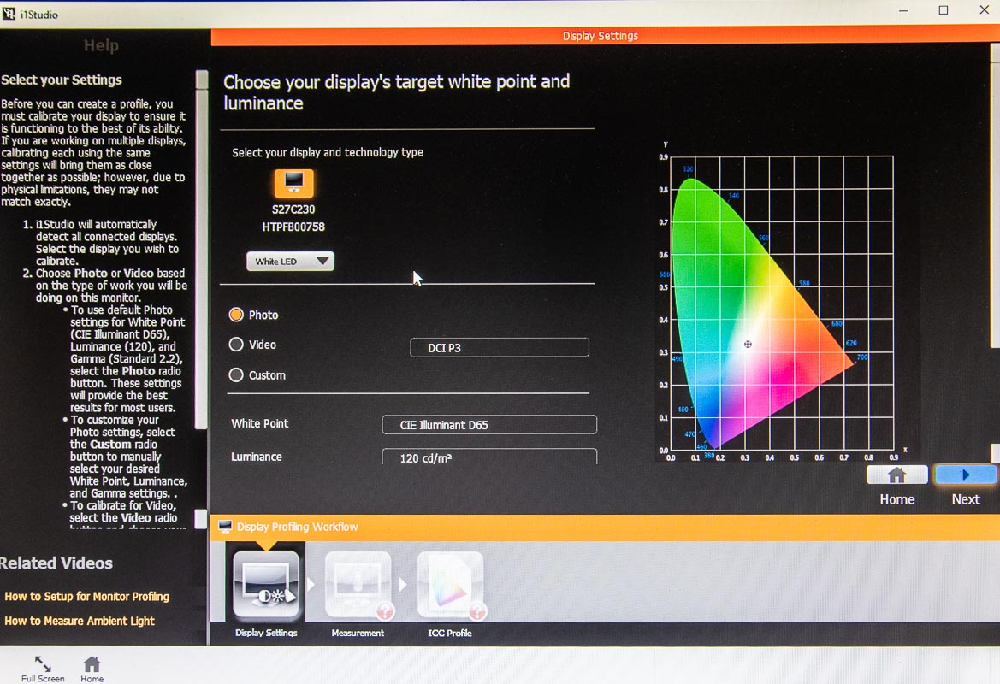 i1Studio
Help
Select your Settings
Before you can create a profile, you
must calibrate your display to ensure it
is functioning to the best of its ability.
If you are working on multiple displays,
calibrating each using the same
settings will bring them as close
together as possible; however, due to
physical limitations, they may not
match exactly.
1. i1Studio will automatically
detect all connected displays.
Select the display you wish to
calibrate.
2. Choose Photo or Video based
on the type of work you will be
doing on this monitor.
• To use default Photo
settings for White Point
(CIE Illuminant D65),
Luminance (120), and
Gamma (Standard 2.2),
select the Photo radio
button. These settings
will provide the best
results for most users.
• To customize your
Photo settings, select
the Custom radio
button to manually
select your desired
White Point, Luminance,
and Gamma settings. .
• To calibrate for Video,
select the Video radio
Related Videos
How to Setup for Monitor Profiling
How to Measure Ambient Light
Display Settings
Choose your display's target white point and
luminance
Select your display and technology type
S27C230
HTPFB00758
White LED
Photo
Video
DCI P3
Custom
White Point
CIE Illuminant D65
Luminance
120 cd/m²
Y
0.9
0.8
0.7
0.6
0.5
0.4
0.3
0.2
0.1
0.0
0.0 0.1 0.2 0.3 0.4 0.5 0.6 0.7 0.8 0.9
X
520
540
560
580
600
620
700
500
490
480
470
460
380
Home
Next
Display Profiling Workflow
Display Settings
Measurement
ICC Profile
?
?
Full Screen
Home